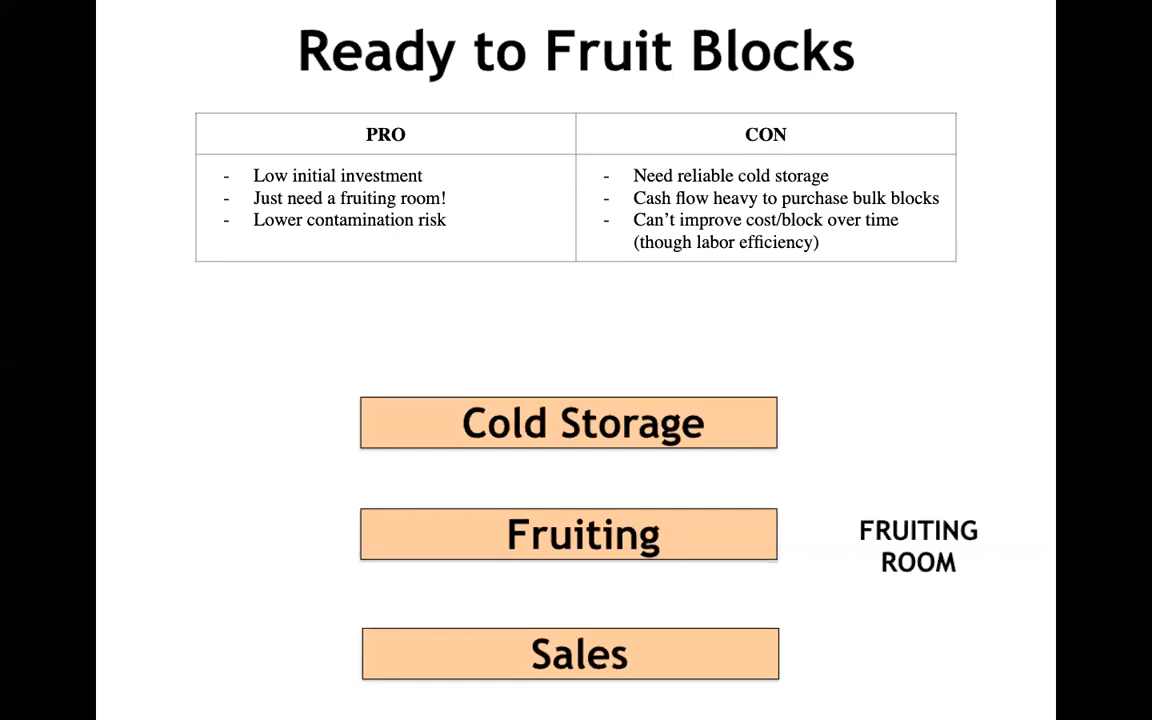 Ready to Fruit Blocks
PRO
CON
- Low initial investment
- Just need a fruiting room!
- Lower contamination risk
- Need reliable cold storage
- Cash flow heavy to purchase bulk blocks
- Can’t improve cost/block over time
(though labor efficiency)
Cold Storage
Fruiting
FRUITING
ROOM
Sales